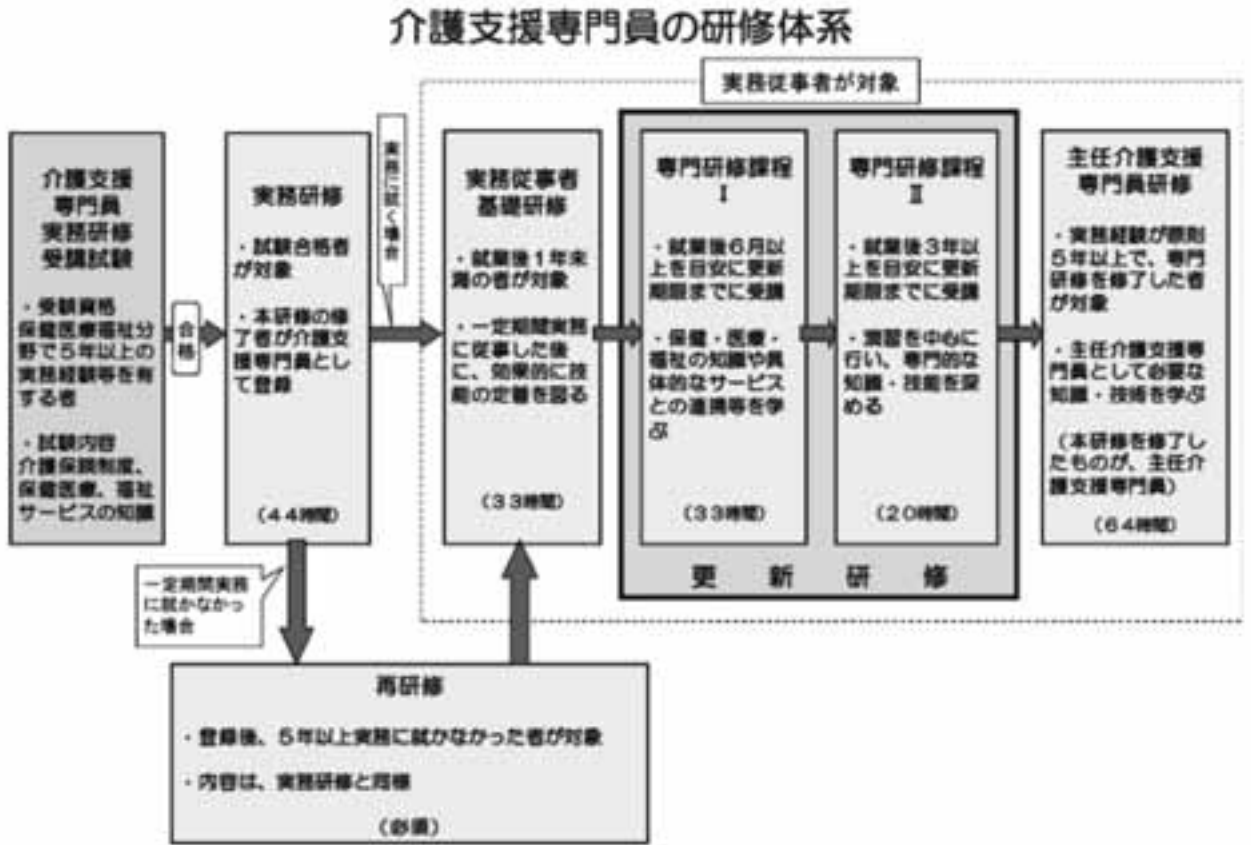 介護支援専門員の研修体系
実務従事者が対象
介護支援
専門員
実務研修
受講試験
・受験資格
保健医療福祉分
野で5年以上の
実務経験等を有
する者
・試験内容
介護保険制度、
保健医療、福祉
サービスの知識
合格
実務研修
・試験合格者
が対象
・本研修の修
了者が介護支
援専門員とし
て登録
(44時間)
実務に就く場合
実務従事者
基礎研修
・就業後1年未
満の者が対象
・一定期間実務
に従事した後
に、効果的に技
能の定着を図る
(33時間)
専門研修課程
Ⅰ
・就業後6月以
上を目安に更新
期限までに受講
・保健・医療・
福祉の知識や具
体的なサービス
との連携等を学
ぶ
(33時間)
専門研修課程
Ⅱ
・就業後3年以
上を目安に更新
期限までに受講
・演習を中心に
行い、専門的な
知識・技能を深
める
(20時間)
更新研修
主任介護支援
専門員研修
・実務経験が原則
5年以上で、専門
研修を修了した者
が対象
・主任介護支援専
門員として必要な
知識・技術を学ぶ
(本研修を修了し
たものが、主任介
護支援専門員)
(64時間)
一定期間実務
に就かなかっ
た場合
再研修
・登録後、5年以上実務に就かなかった者が対象
・内容は、実務研修と同様
(必須)